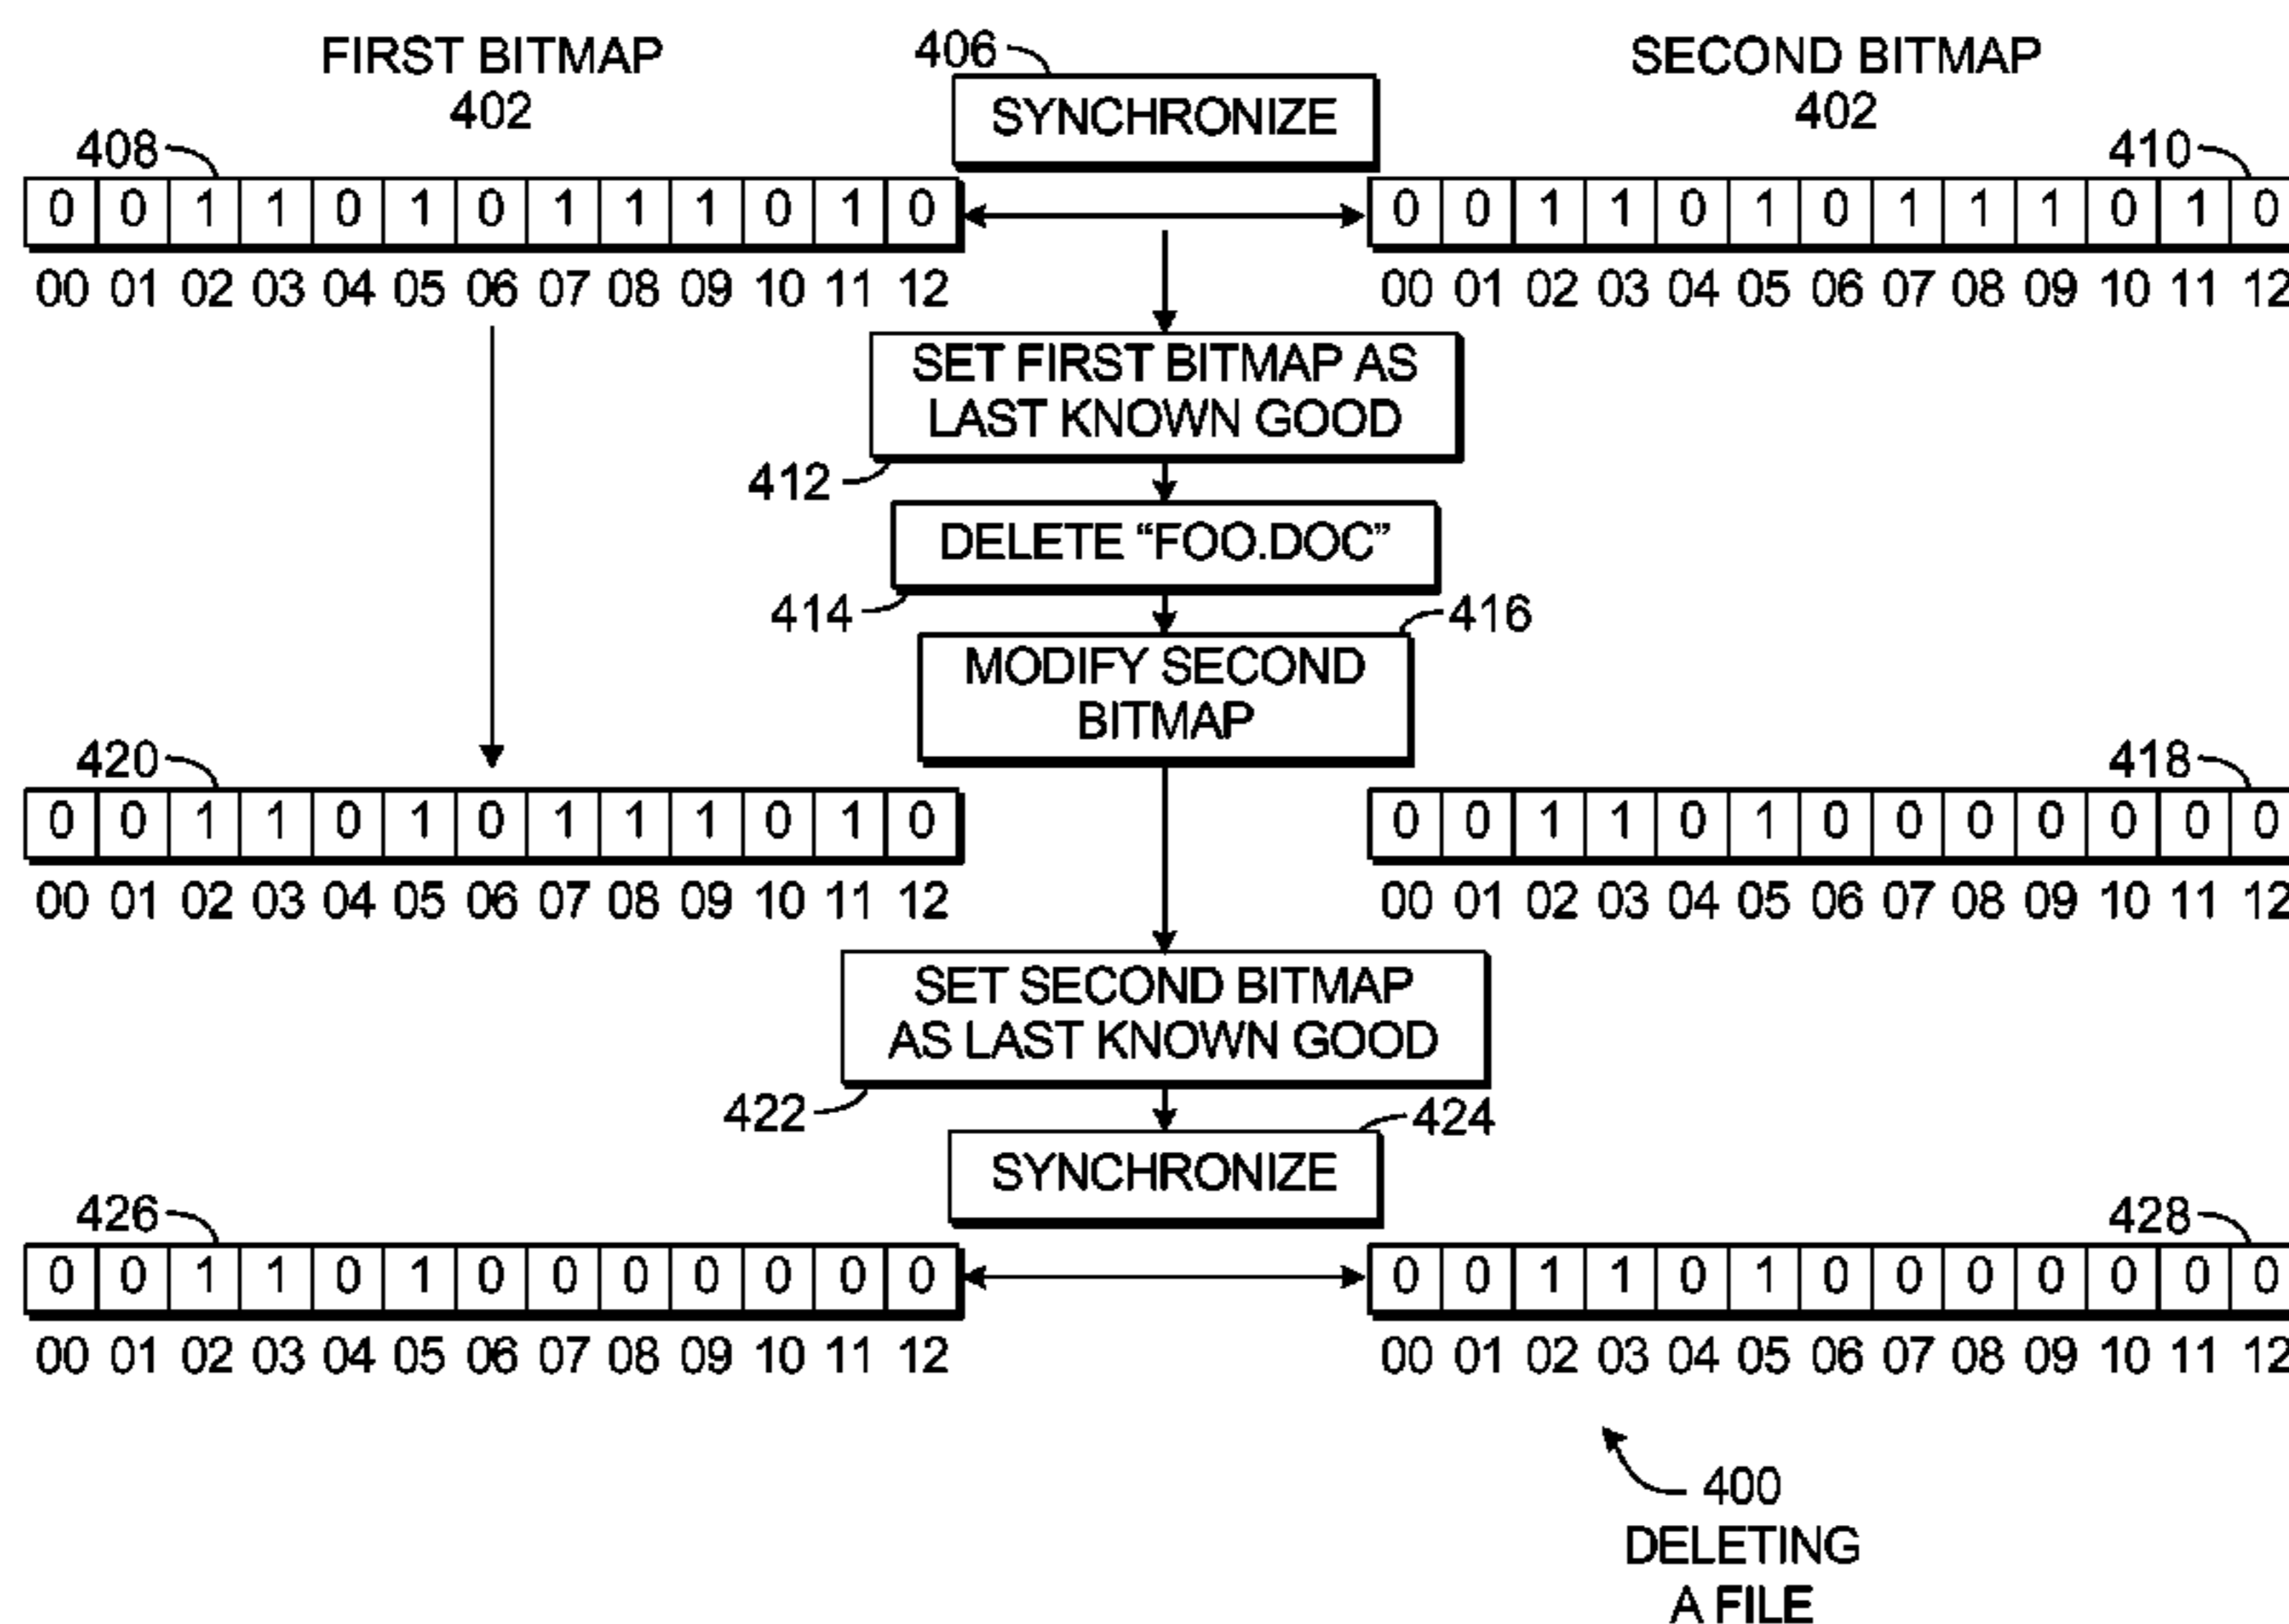 FIRST BITMAP
402
406
SYNCHRONIZE
SECOND BITMAP
402
408
410
0 0 1 1 0 1 0 1 1 1 0 1 0
0 0 1 1 0 1 0 1 1 1 0 1 0
00 01 02 03 04 05 06 07 08 09 10 11 12
00 01 02 03 04 05 06 07 08 09 10 11 12
SET FIRST BITMAP AS
LAST KNOWN GOOD
412
DELETE “FOO.DOC”
414
416
MODIFY SECOND
BITMAP
420
418
0 0 1 1 0 1 0 1 1 1 0 1 0
0 0 1 1 0 1 0 0 0 0 0 0 0
00 01 02 03 04 05 06 07 08 09 10 11 12
00 01 02 03 04 05 06 07 08 09 10 11 12
SET SECOND BITMAP
AS LAST KNOWN GOOD
422
424
SYNCHRONIZE
426
428
0 0 1 1 0 1 0 0 0 0 0 0 0
0 0 1 1 0 1 0 0 0 0 0 0 0
00 01 02 03 04 05 06 07 08 09 10 11 12
00 01 02 03 04 05 06 07 08 09 10 11 12
400
DELETING
A FILE